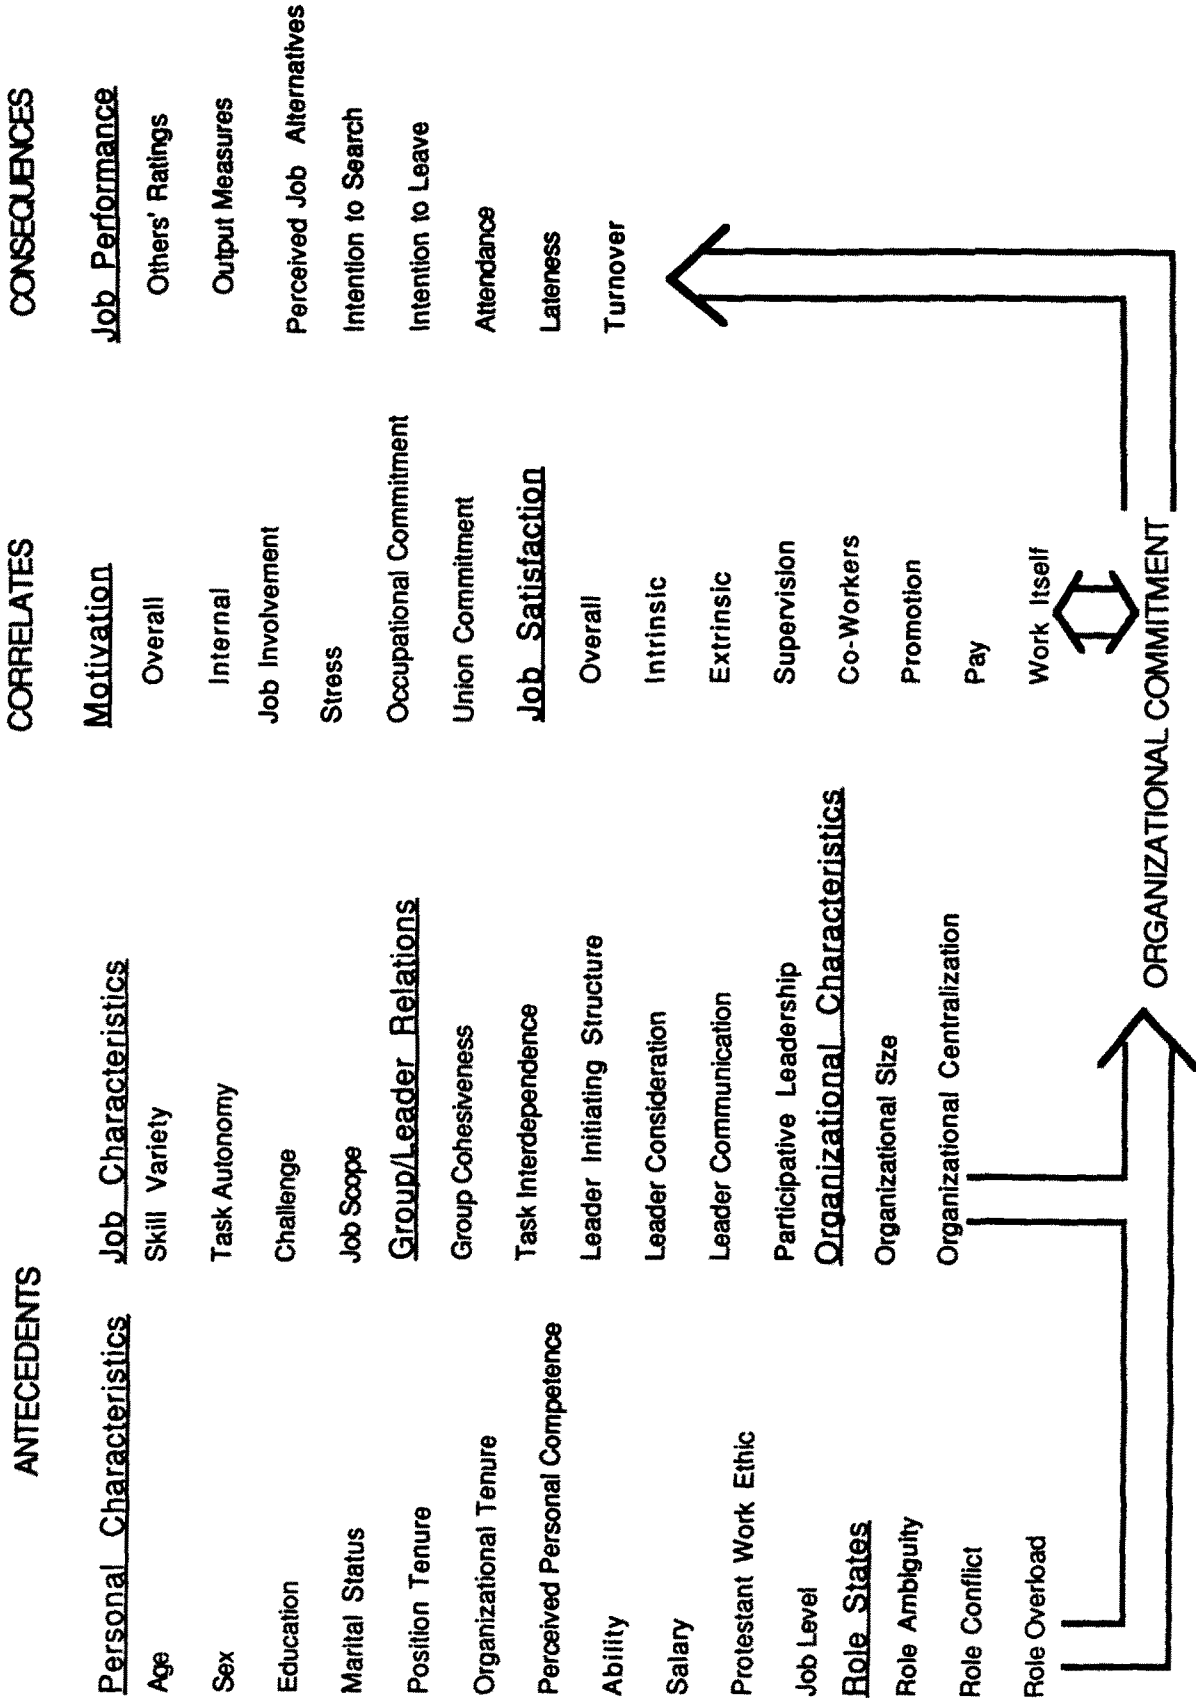 ANTECEDENTS
Personal Characteristics
Age
Sex
Education
Marital Status
Position Tenure
Organizational Tenure
Perceived Personal Competence
Ability
Salary
Protestant Work Ethic
Job Level
Role States
Role Ambiguity
Role Conflict
Role Overload
Job Characteristics
Skill Variety
Task Autonomy
Challenge
Job Scope
Group/Leader Relations
Group Cohesiveness
Task Interdependence
Leader Initiating Structure
Leader Consideration
Leader Communication
Participative Leadership
Organizational Characteristics
Organizational Size
Organizational Centralization
CORRELATES
Motivation
Overall
Internal
Job Involvement
Stress
Occupational Commitment
Union Commitment
Job Satisfaction
Overall
Intrinsic
Extrinsic
Supervision
Co-Workers
Promotion
Pay
Work Itself
CONSEQUENCES
Job Performance
Others' Ratings
Output Measures
Perceived Job Alternatives
Intention to Search
Intention to Leave
Attendance
Lateness
Turnover
ORGANIZATIONAL COMMITMENT